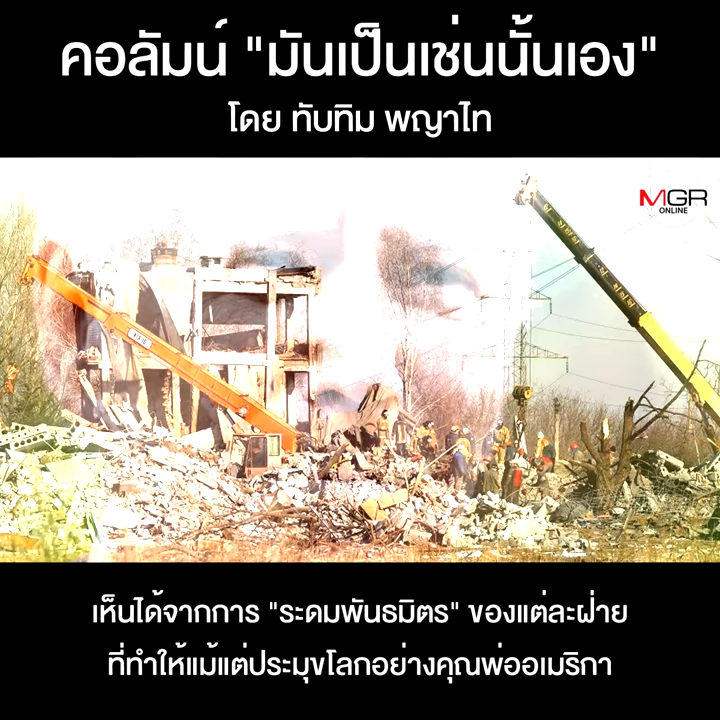 คอลัมน์ "มันเป็นเช่นนั้นเอง"
โดย ทับทิม พญาไท
MGR
ONLINE
เห็นได้จากการ "ระดมพันธมิตร" ของแต่ละฝ่าย
ที่ทำให้แม้แต่ประมุขโลกอย่างคุณพ่ออเมริกา